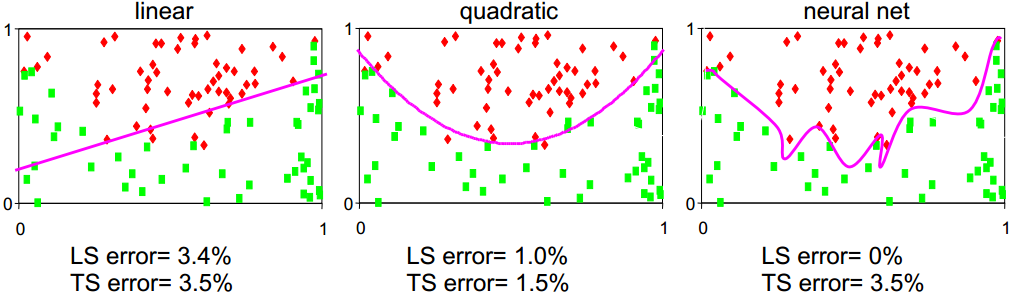 linear
1
0
0
1
LS error= 3.4%
TS error= 3.5%
quadratic
1
0
0
1
LS error= 1.0%
TS error= 1.5%
neural net
1
0
0
1
LS error= 0%
TS error= 3.5%